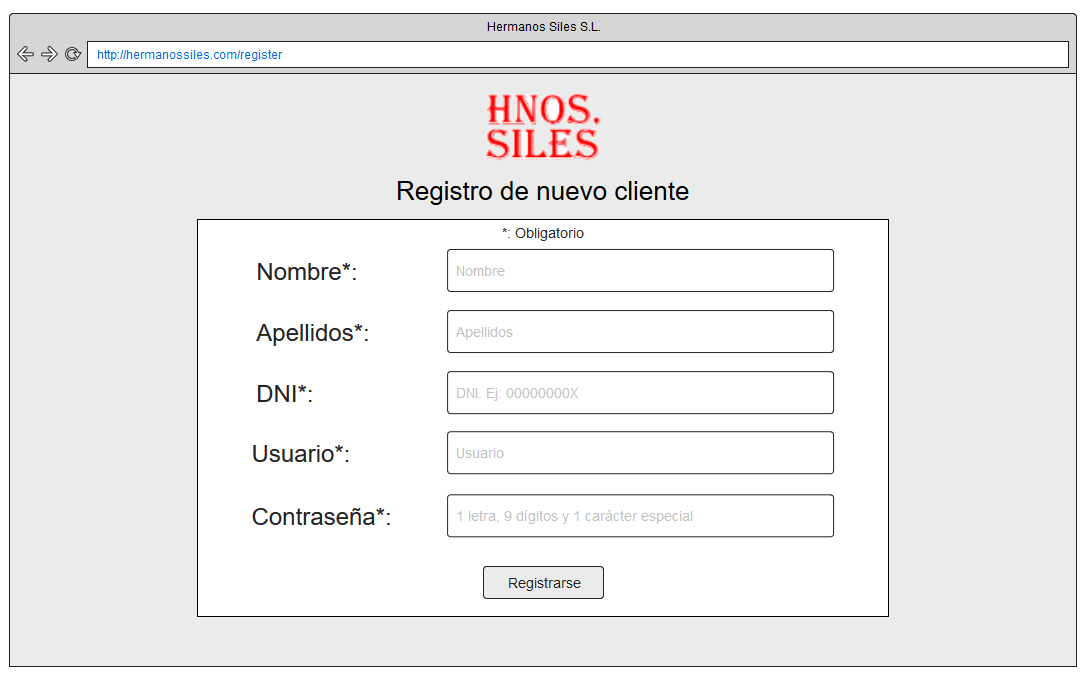 Hermanos Siles S.L.
http://hermanossiles.com/register
HNOS.
SILES
Registro de nuevo cliente
*: Obligatorio
Nombre*:
Nombre
Apellidos*:
Apellidos
DNI*:
DNI. Ej: 00000000X
Usuario*:
Usuario
Contraseña*:
1 letra, 9 dígitos y 1 carácter especial
Registrarse